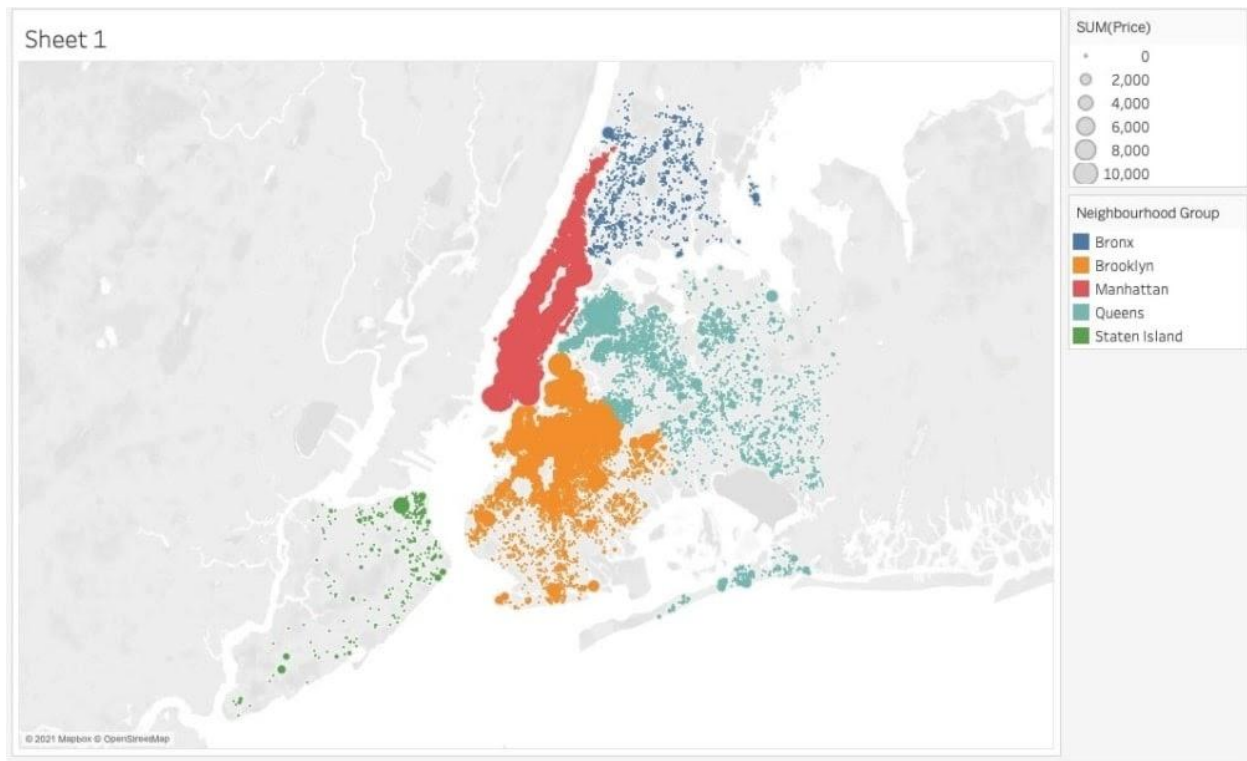 Sheet 1
© 2021 Mapbox © OpenStreetMap
SUM(Price)
0
2,000
4,000
6,000
8,000
10,000
Neighbourhood Group
Bronx
Brooklyn
Manhattan
Queens
Staten Island